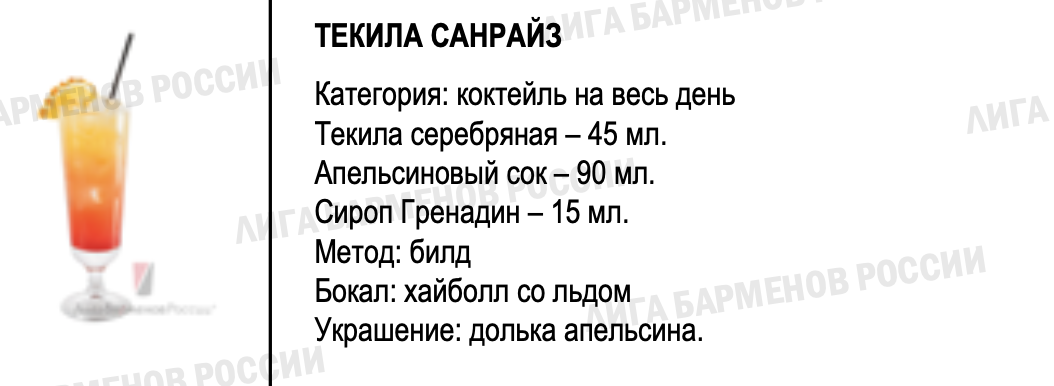 ТЕКИЛА САНРАЙЗ
Категория: коктейль на весь день
Текила серебряная – 45 мл.
Апельсиновый сок – 90 мл.
Сироп Гренадин – 15 мл.
Метод: билд
Бокал: хайболл со льдом
Украшение: долька апельсина.
ЛИГА БАРМЕНОВ РОССИИ
БАРМЕНОВ РОССИИ
ЛИГА
ЛИГА БАРМЕНОВ РОССИИ
ЛИГА БАРМЕНОВ РОССИИ
РОССИИ